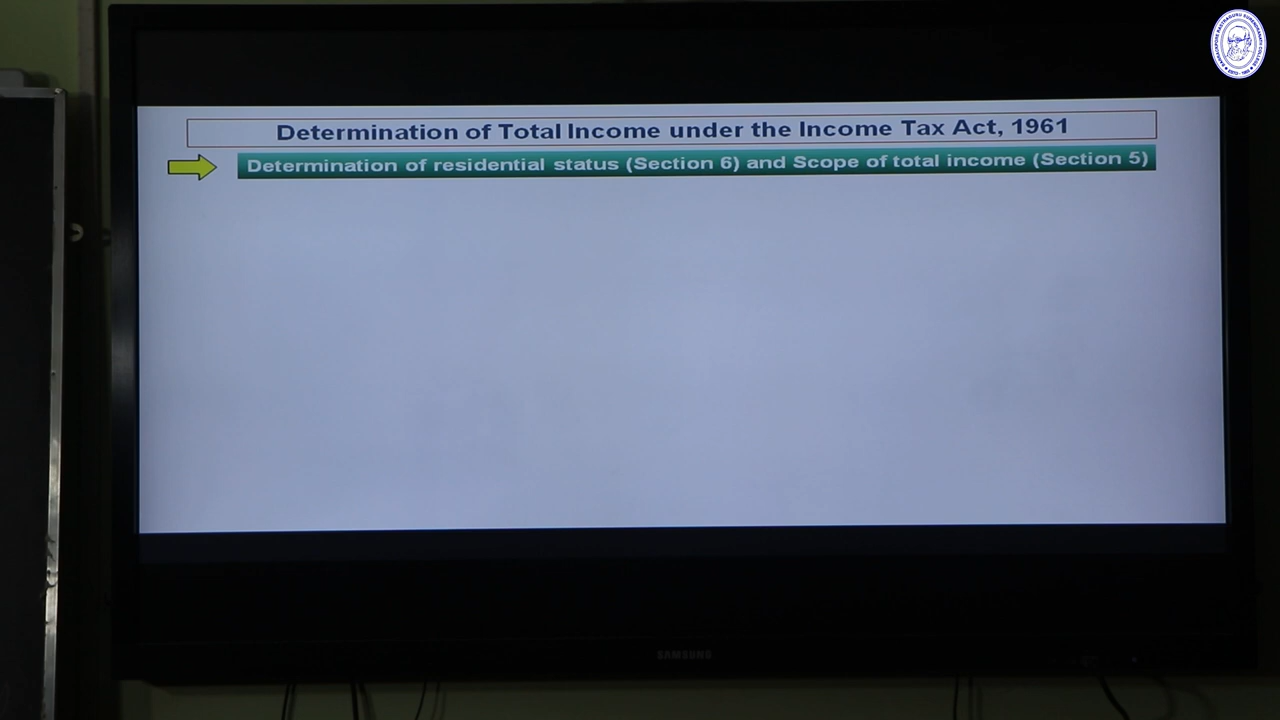 Determination of Total Income under the Income Tax Act, 1961
Determination of residential status (Section 6) and Scope of total income (Section 5)
SAMSUNG